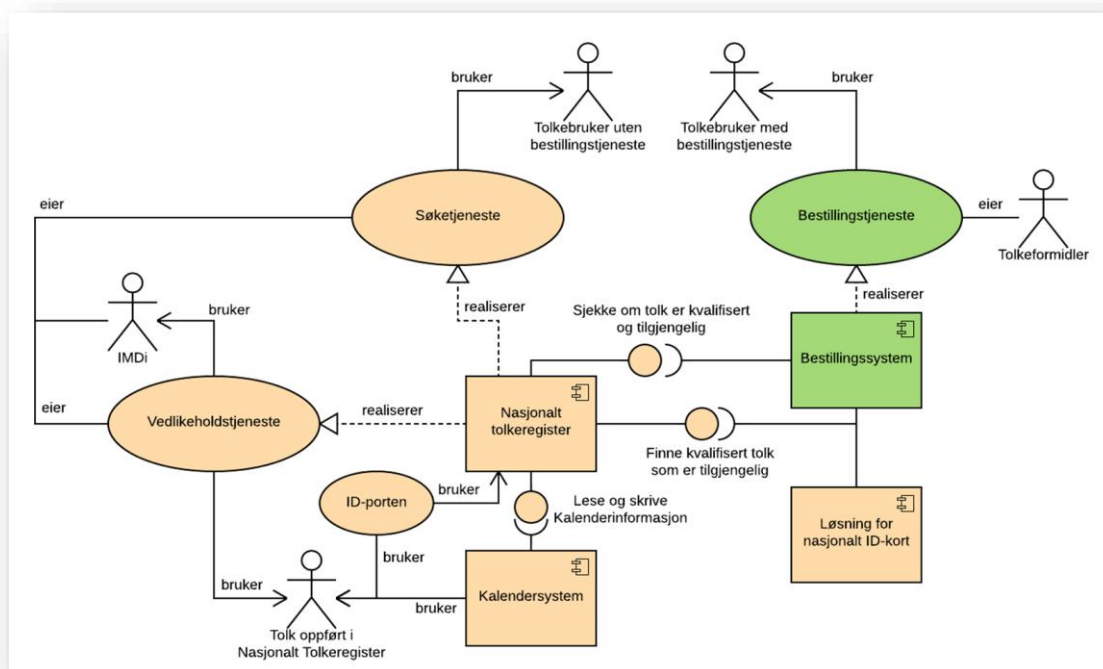 bruker
bruker
Tolkebruker uten
bestillingstjeneste
Tolkebruker med
bestillingstjeneste
eier
Søketjeneste
Bestillingstjeneste
eier
Tolkeformidler
realiserer
realiserer
bruker
Sjekke om tolk er kvalifisert
og tilgjengelig
IMDi
Bestillingssystem
eier
Vedlikeholdstjeneste
realiserer
Nasjonalt
tolkeregister
Finne kvalifisert tolk
som er tilgjengelig
ID-porten
bruker
Lese og skrive
Kalenderinformasjon
Løsning for
nasjonalt ID-kort
bruker
bruker
bruker
Kalendersystem
Tolk oppført i
Nasjonalt Tolkeregister